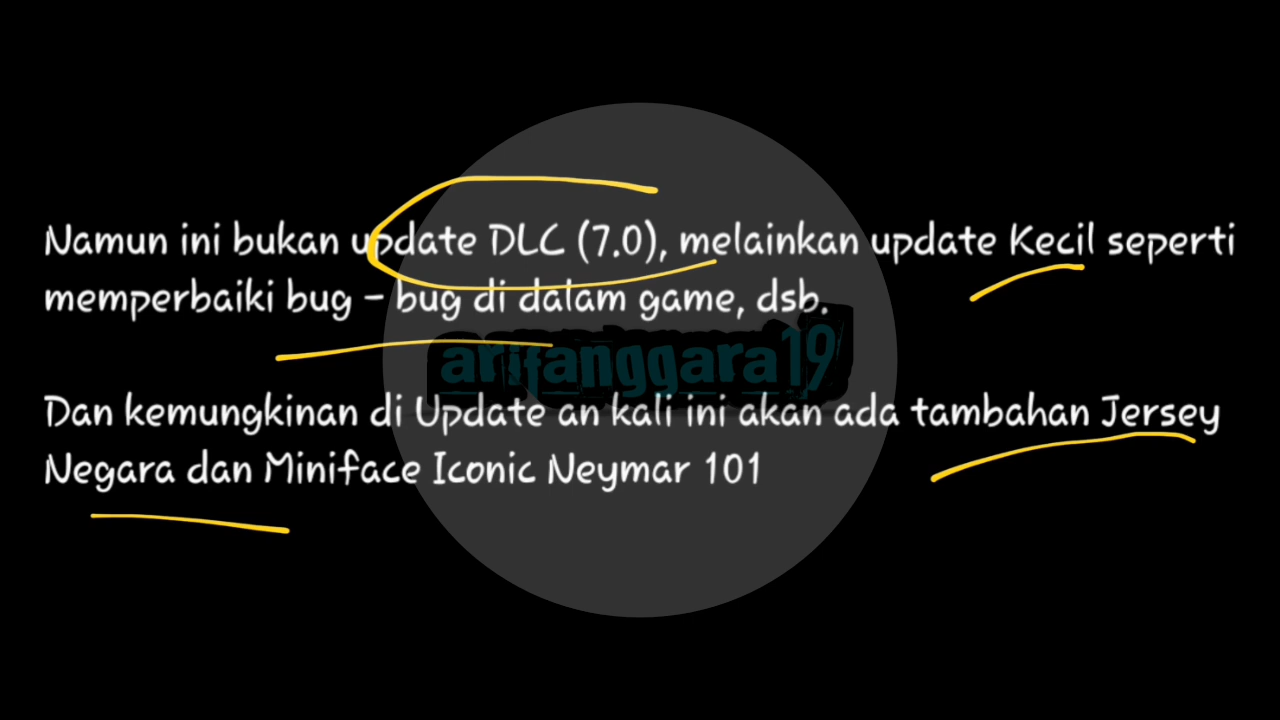 Namun ini bukan update DLC (7.0), melainkan update Kecil seperti
memperbaiki bug - bug di dalam game, dsb.
arifanggara19
Dan kemungkinan di Update an kali ini akan ada tambahan Jersey
Negara dan Miniface Iconic Neymar 101